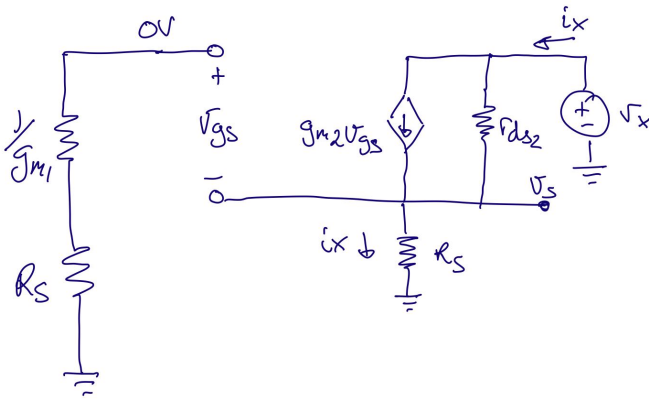 0V
ix
+
1/gm1
Vgs
gm2Vgs
rds2
+
-
Vx
-
Vs
ix
Rs
Rs